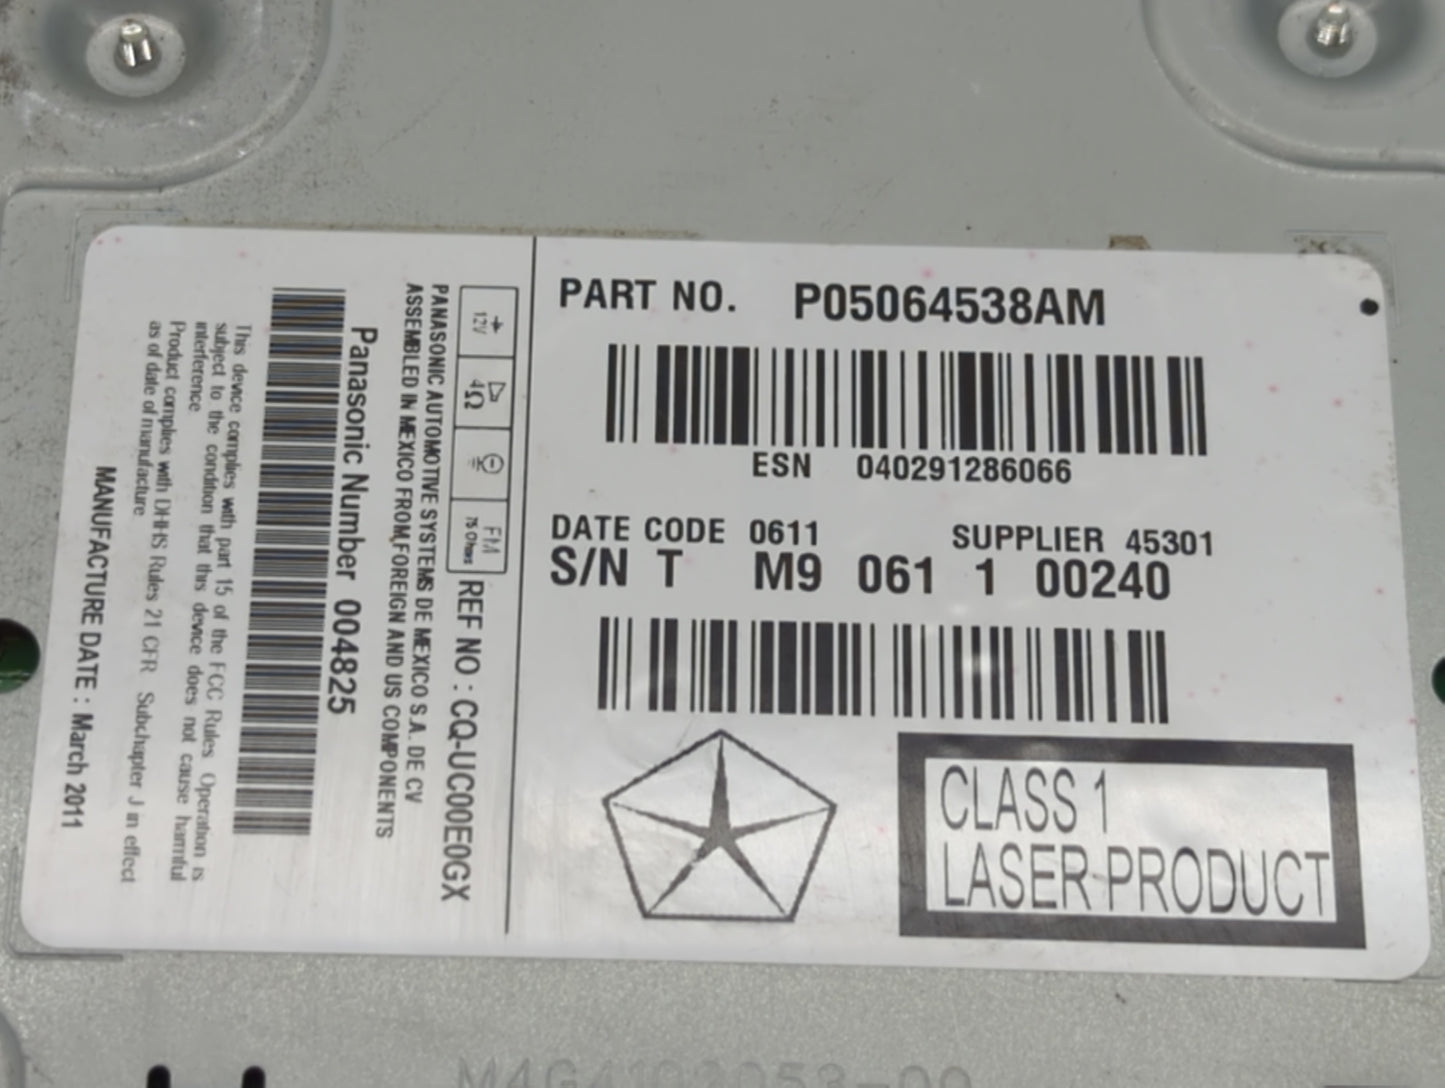 PART NO. P05064538AM
ESN 040291286066
DATE CODE 0611 SUPPLIER 45301
S/N T M9 061 1 00240
CLASS 1
LASER PRODUCT
12V 4Ω FM
75 Ohms
REF NO : CQ-UC00E0GX
PANASONIC AUTOMOTIVE SYSTEMS DE MEXICO S.A. DE CV
ASSEMBLED IN MEXICO FROM FOREIGN AND US COMPONENTS
Panasonic Number 004825
This device complies with part 15 of the FCC Rules Operation is
subject to the condition that this device does not cause harmful
interference
Product complies with DHHS Rules 21 CFR Subchapter J in effect
as of date of manufacture
MANUFACTURE DATE : March 2011